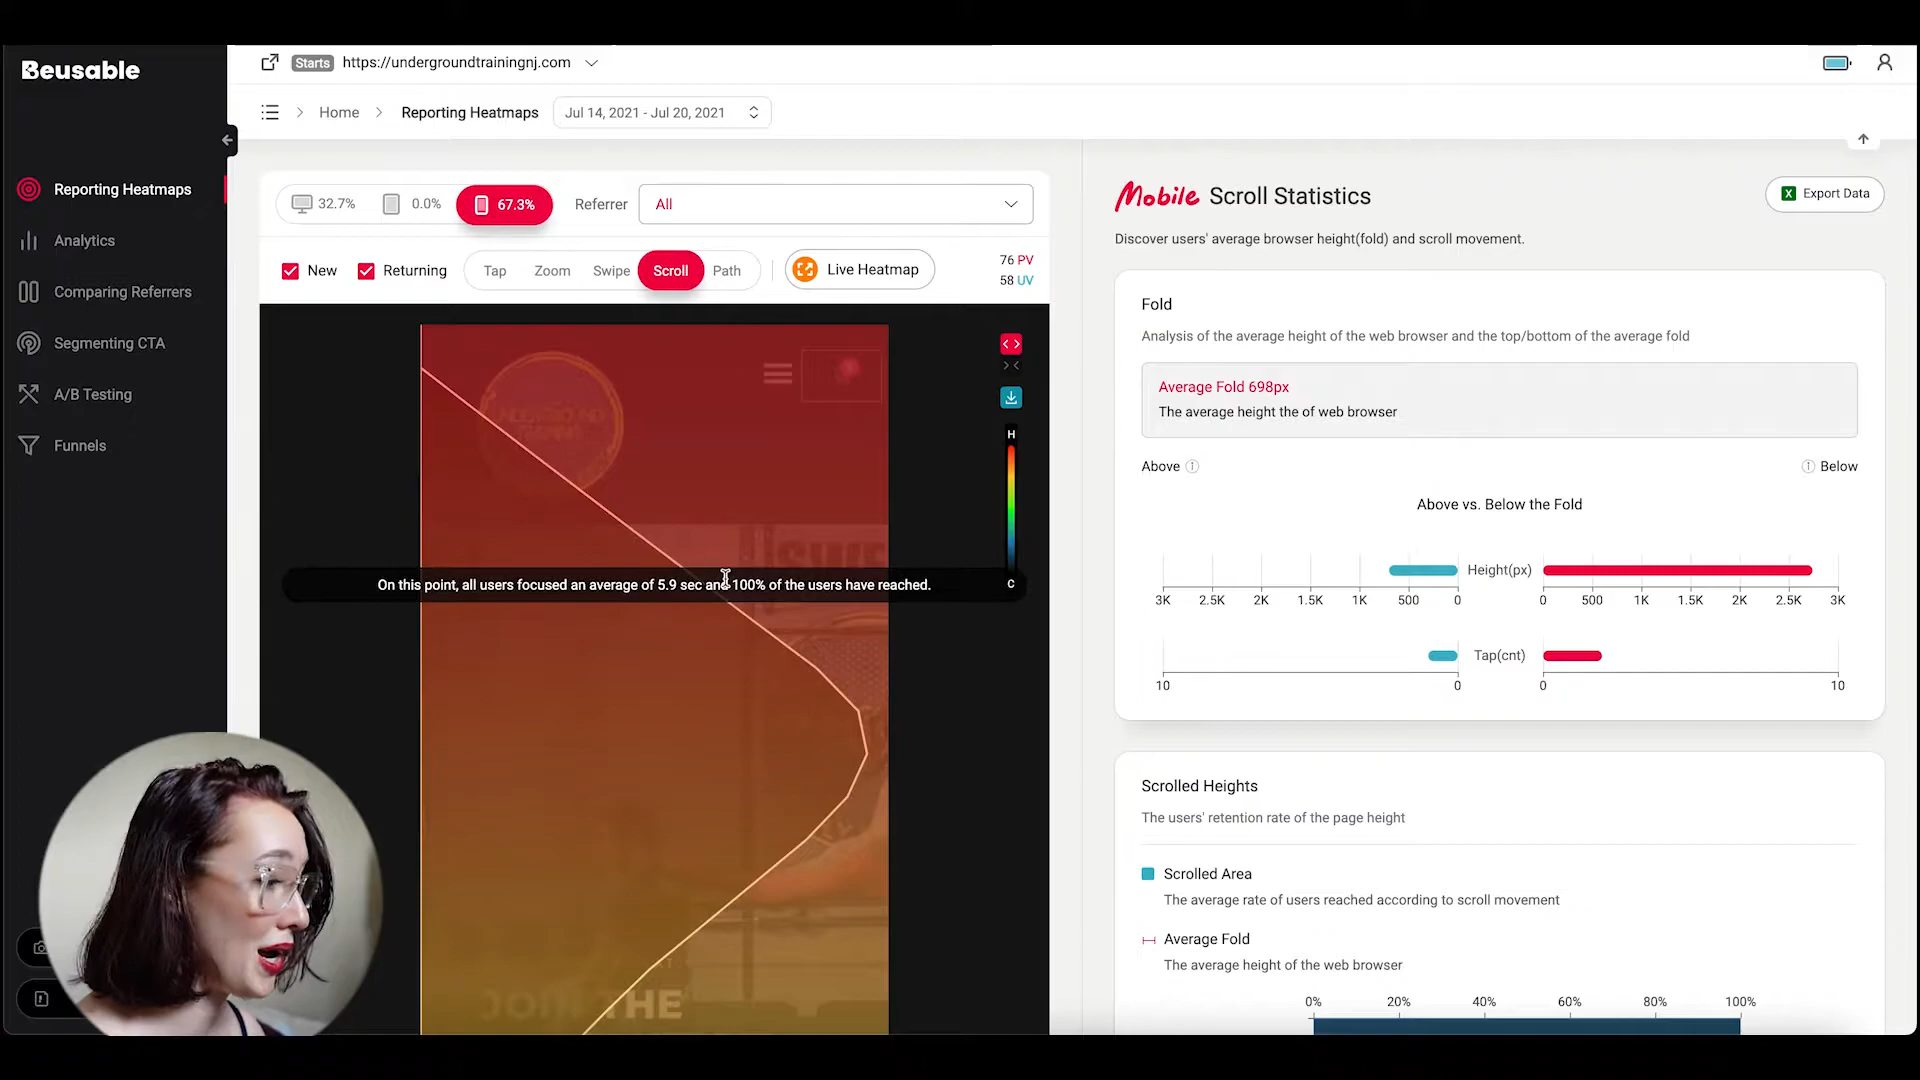 Beusable
Starts https://undergroundtrainingnj.com
Home
Reporting Heatmaps
Jul 14, 2021 - Jul 20, 2021
Reporting Heatmaps
Analytics
Comparing Referrers
Segmenting CTA
A/B Testing
Funnels
32.7%
0.0%
67.3%
Referrer
All
New
Returning
Tap
Zoom
Swipe
Scroll
Path
Live Heatmap
76 PV
58 UV
H
C
On this point, all users focused an average of 5.9 sec and 100% of the users have reached.
JOIN THE
Mobile Scroll Statistics
Export Data
Discover users' average browser height(fold) and scroll movement.
Fold
Analysis of the average height of the web browser and the top/bottom of the average fold
Average Fold 698px
The average height the of web browser
Above
Below
Above vs. Below the Fold
Height(px)
3K 2.5K 2K 1.5K 1K 500 0 0 500 1K 1.5K 2K 2.5K 3K
Tap(cnt)
10 0 0 10
Scrolled Heights
The users' retention rate of the page height
Scrolled Area
The average rate of users reached according to scroll movement
Average Fold
The average height of the web browser
0% 20% 40% 60% 80% 100%